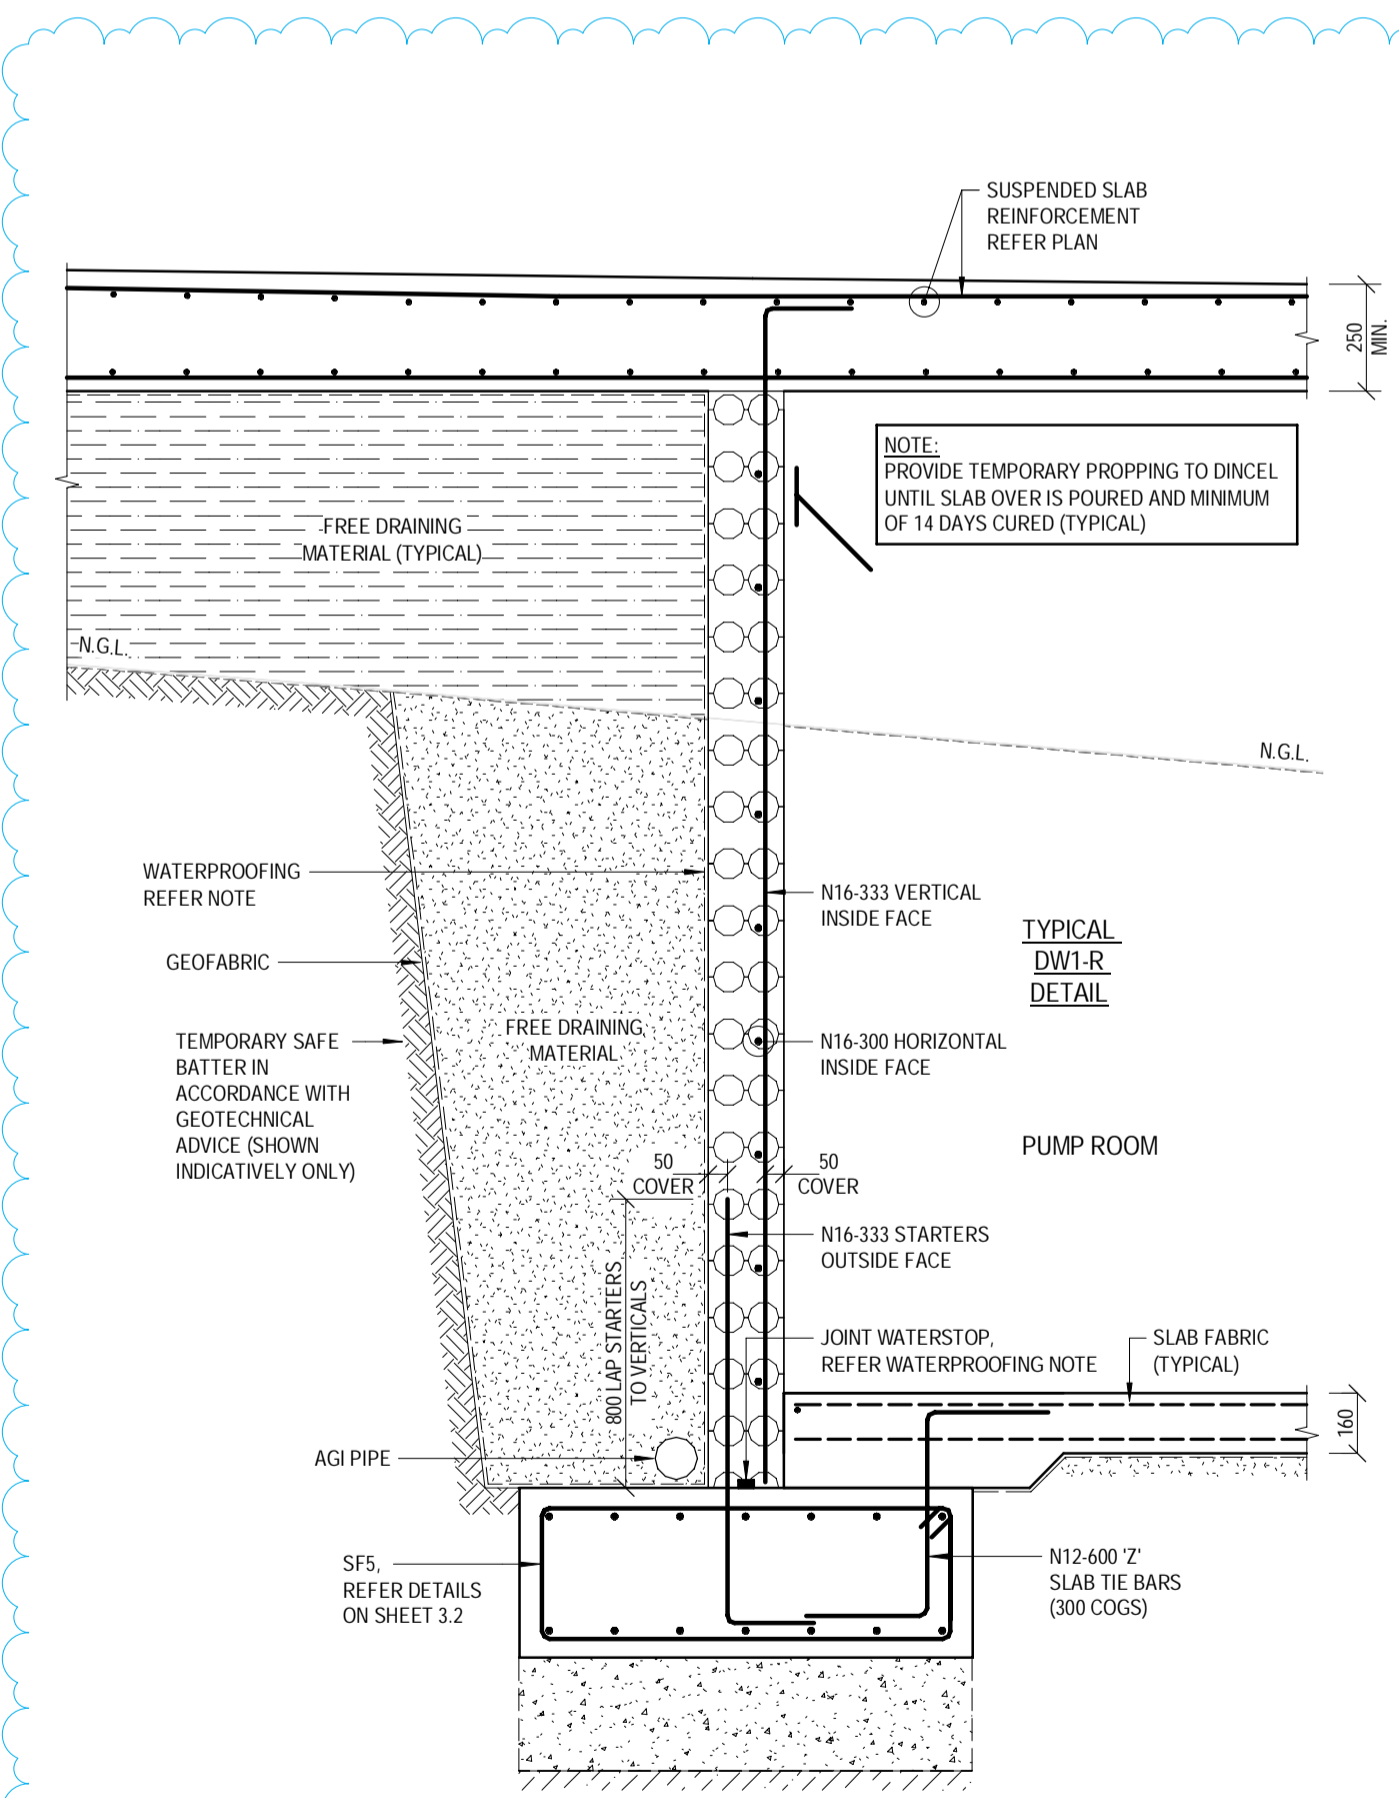 SUSPENDED SLAB
REINFORCEMENT
REFER PLAN
250
MIN.
NOTE:
PROVIDE TEMPORARY PROPPING TO DINCEL
UNTIL SLAB OVER IS POURED AND MINIMUM
OF 14 DAYS CURED (TYPICAL)
FREE DRAINING
MATERIAL (TYPICAL)
N.G.L.
N.G.L.
WATERPROOFING
REFER NOTE
N16-333 VERTICAL
INSIDE FACE
TYPICAL
DW1-R
DETAIL
GEOFABRIC
FREE DRAINING
MATERIAL
TEMPORARY SAFE
BATTER IN
ACCORDANCE WITH
GEOTECHNICAL
ADVICE (SHOWN
INDICATIVELY ONLY)
N16-300 HORIZONTAL
INSIDE FACE
PUMP ROOM
50
COVER
50
COVER
N16-333 STARTERS
OUTSIDE FACE
800 LAP STARTERS
TO VERTICALS
JOINT WATERSTOP,
REFER WATERPROOFING NOTE
SLAB FABRIC
(TYPICAL)
160
AGI PIPE
SF5,
REFER DETAILS
ON SHEET 3.2
N12-600 'Z'
SLAB TIE BARS
(300 COGS)